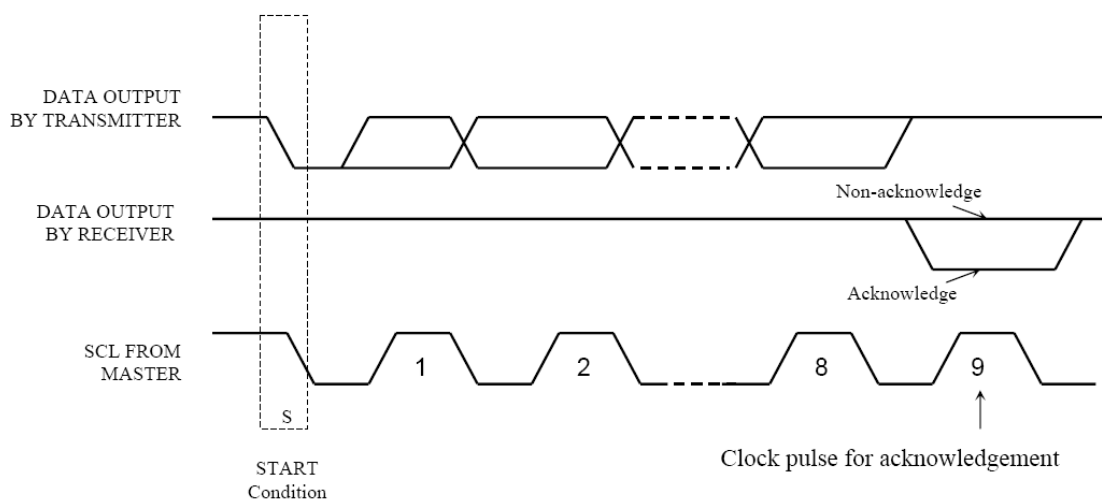 DATA OUTPUT
BY TRANSMITTER
Non-acknowledge
DATA OUTPUT
BY RECEIVER
Acknowledge
SCL FROM
MASTER
1
2
8
9
S
START
Condition
Clock pulse for acknowledgement